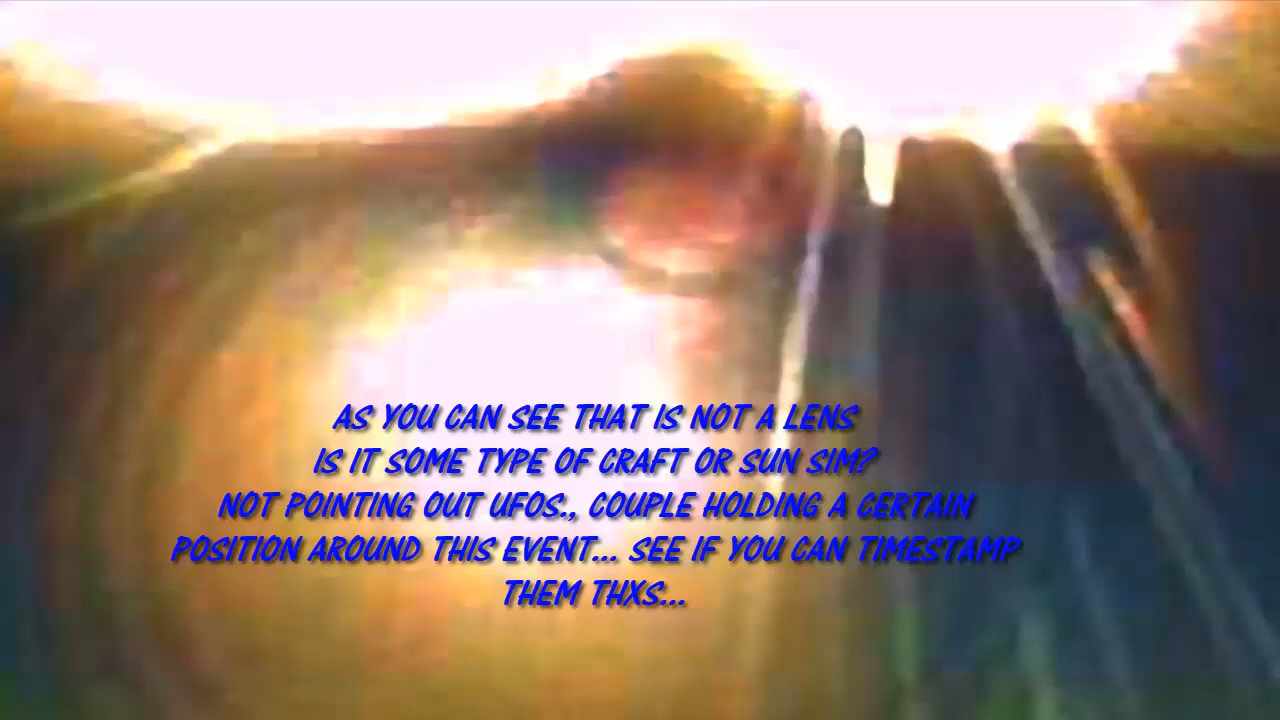 AS YOU CAN SEE THAT IS NOT A LENS
IS IT SOME TYPE OF CRAFT OR SUN SIM?
NOT POINTING OUT UFOS., COUPLE HOLDING A CERTAIN
POSITION AROUND THIS EVENT... SEE IF YOU CAN TIMESTAMP
THEM THXS...